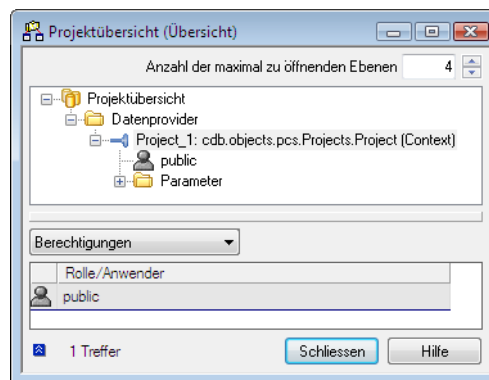 Projektübersicht (Übersicht)
Anzahl der maximal zu öffnenden Ebenen 4
Projektübersicht
Datenprovider
Project_1: cdb.objects.pcs.Projects.Project (Context)
public
Parameter
Berechtigungen
Rolle/Anwender
public
1 Treffer Schliessen Hilfe